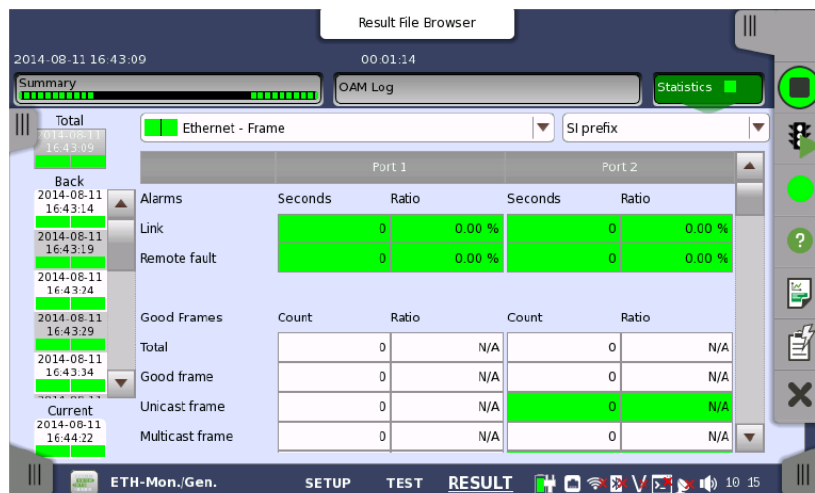 Result File Browser
2014-08-11 16:43:09 00:01:14
Summary OAM Log Statistics
Total
2014-08-11
16:43:09
Back
2014-08-11
16:43:14
2014-08-11
16:43:19
2014-08-11
16:43:24
2014-08-11
16:43:29
2014-08-11
16:43:34
Current
2014-08-11
16:44:22
Ethernet - Frame SI prefix
Port 1 Port 2
Alarms Seconds Ratio Seconds Ratio
Link 0 0.00 % 0 0.00 %
Remote fault 0 0.00 % 0 0.00 %
Good Frames Count Ratio Count Ratio
Total 0 N/A 0 N/A
Good frame 0 N/A 0 N/A
Unicast frame 0 N/A 0 N/A
Multicast frame 0 N/A 0 N/A
ETH-Mon./Gen. SETUP TEST RESULT 10 15